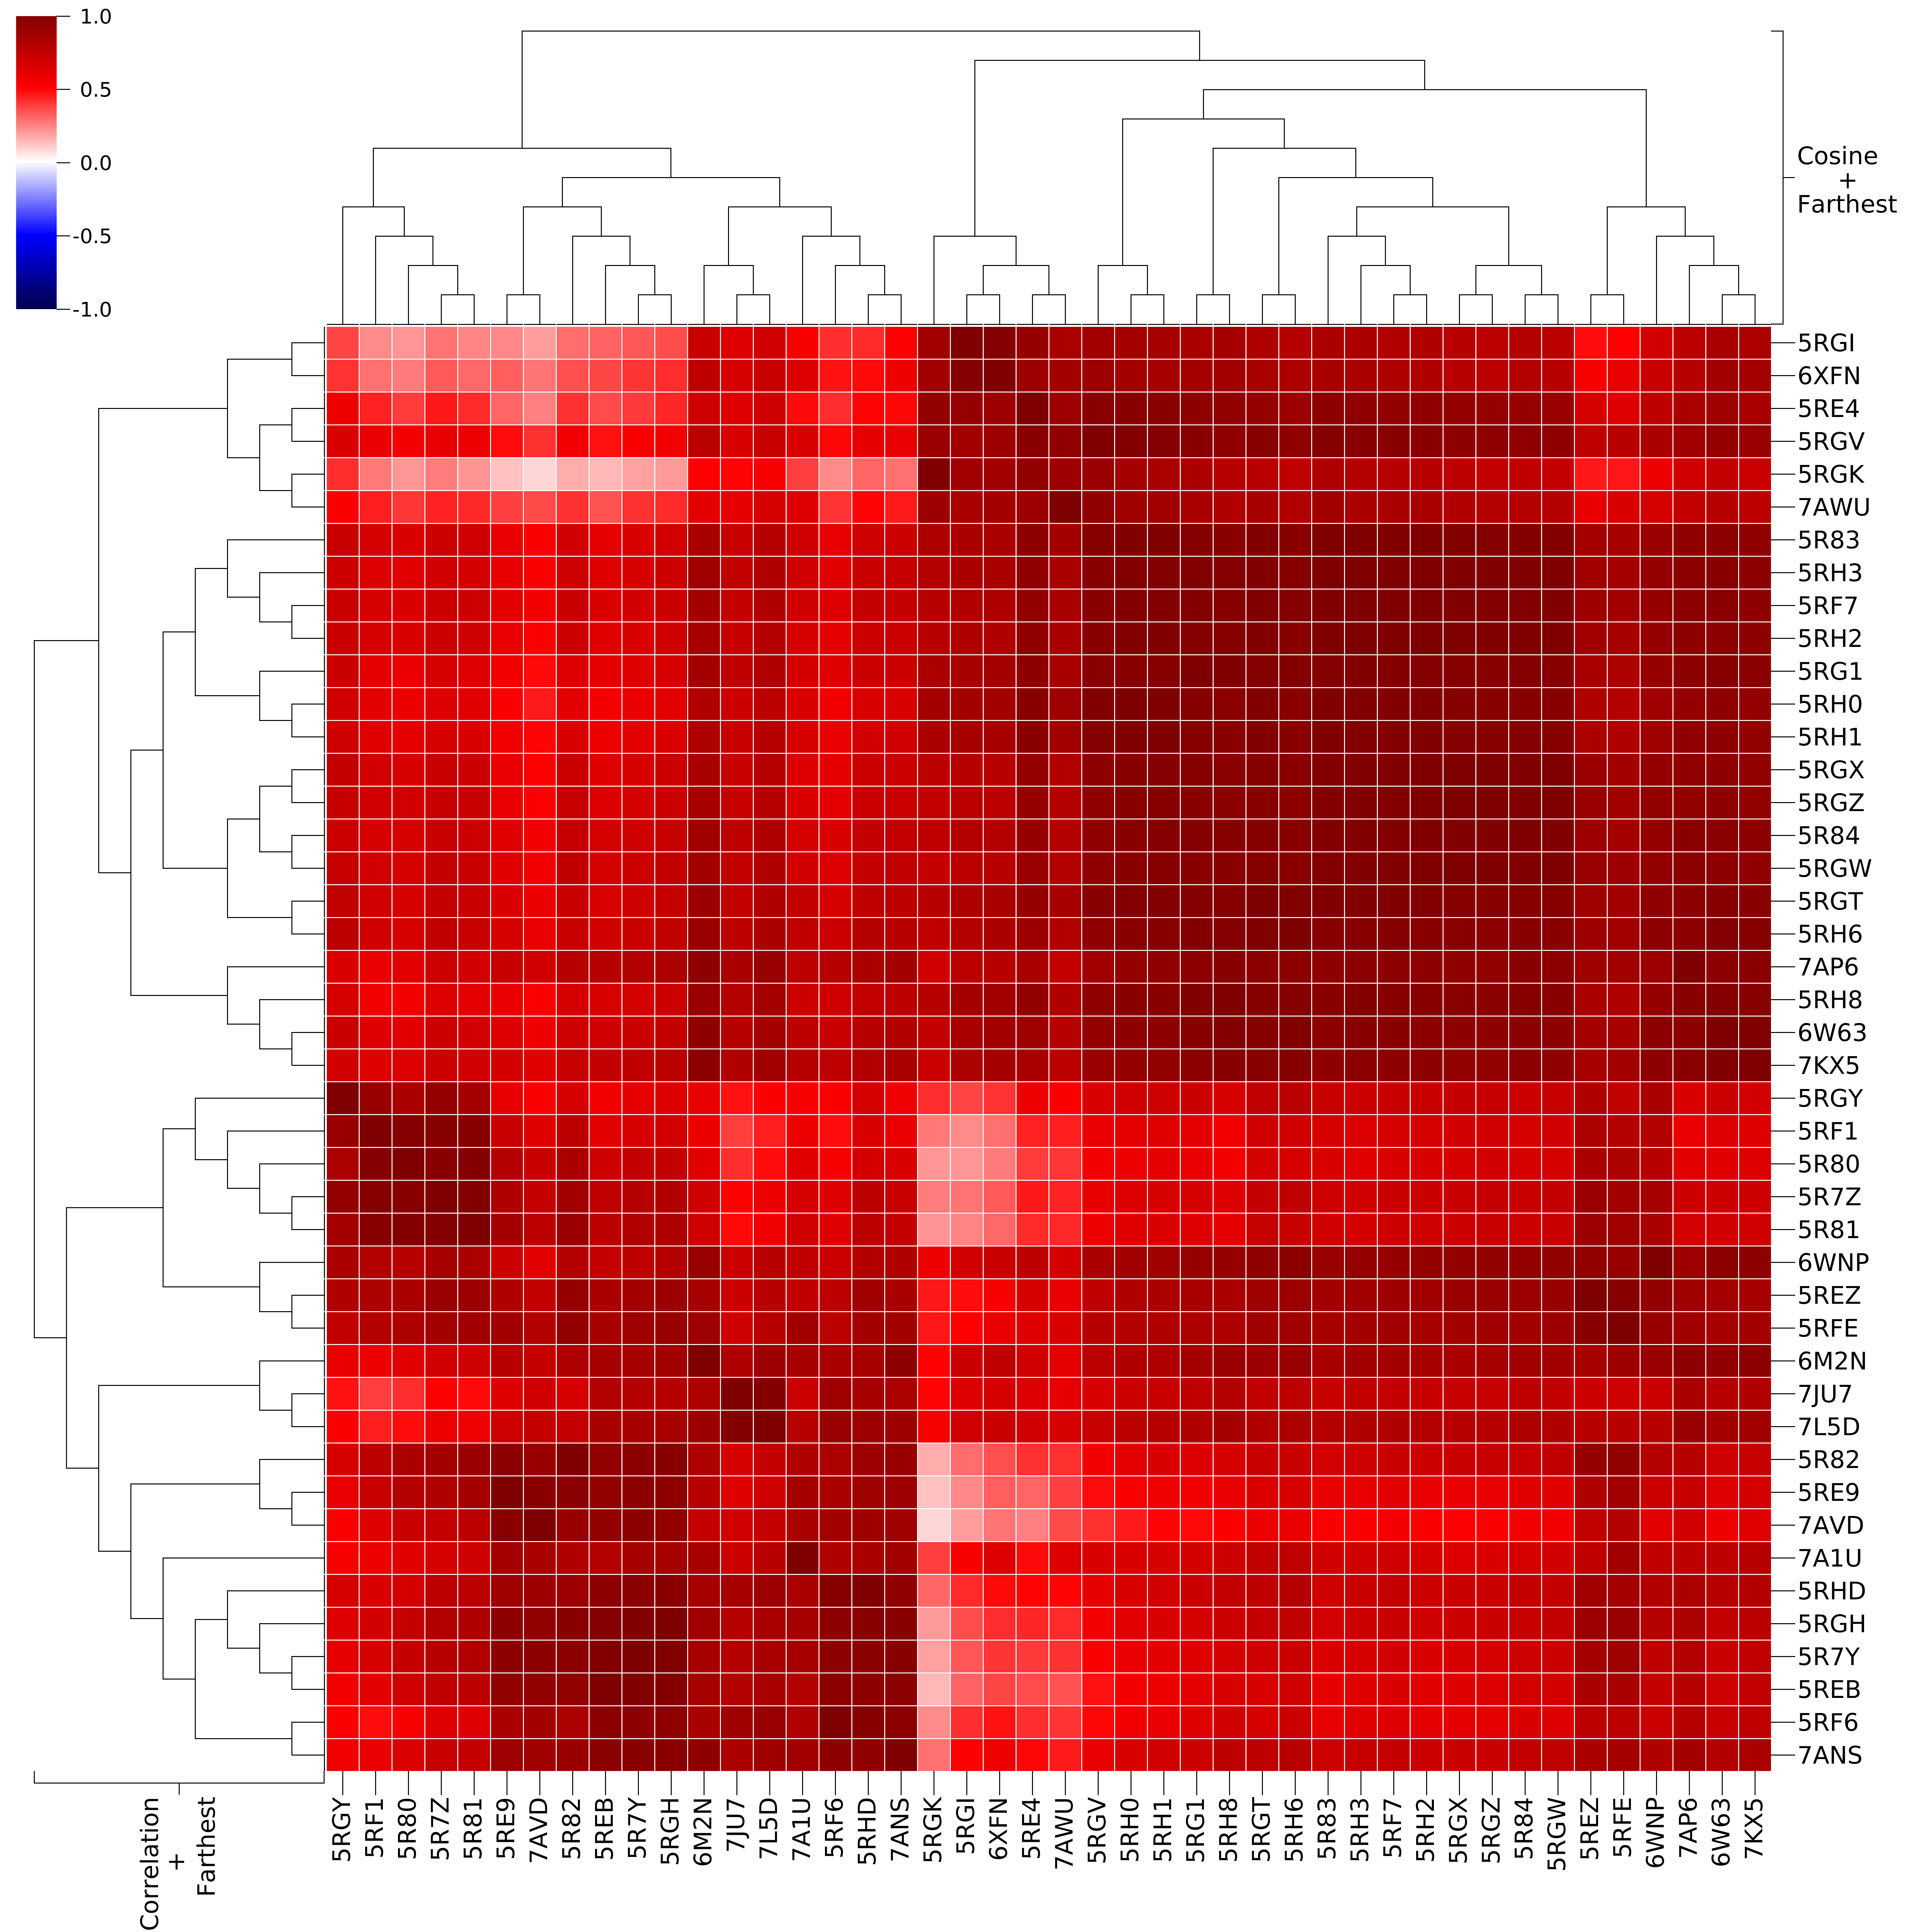 1.0
0.5
0.0
-0.5
-1.0
Cosine
+
Farthest
5RGI
6XFN
5RE4
5RGV
5RGK
7AWU
5R83
5RH3
5RF7
5RH2
5RG1
5RH0
5RH1
5RGX
5RGZ
5R84
5RGW
5RGT
5RH6
7AP6
5RH8
6W63
7KX5
5RGY
5RF1
5R80
5R7Z
5R81
6WNP
5REZ
5RFE
6M2N
7JU7
7L5D
5R82
5RE9
7AVD
7A1U
5RHD
5RGH
5R7Y
5REB
5RF6
7ANS
Correlation
+
Farthest
5RGY
5RF1
5R80
5R7Z
5R81
5RE9
7AVD
5R82
5REB
5R7Y
5RGH
6M2N
7JU7
7L5D
7A1U
5RF6
5RHD
7ANS
5RGK
5RGI
6XFN
5RE4
7AWU
5RGV
5RH0
5RH1
5RG1
5RH8
5RGT
5RH6
5R83
5RH3
5RF7
5RH2
5RGX
5RGZ
5R84
5RGW
5REZ
5RFE
6WNP
7AP6
6W63
7KX5